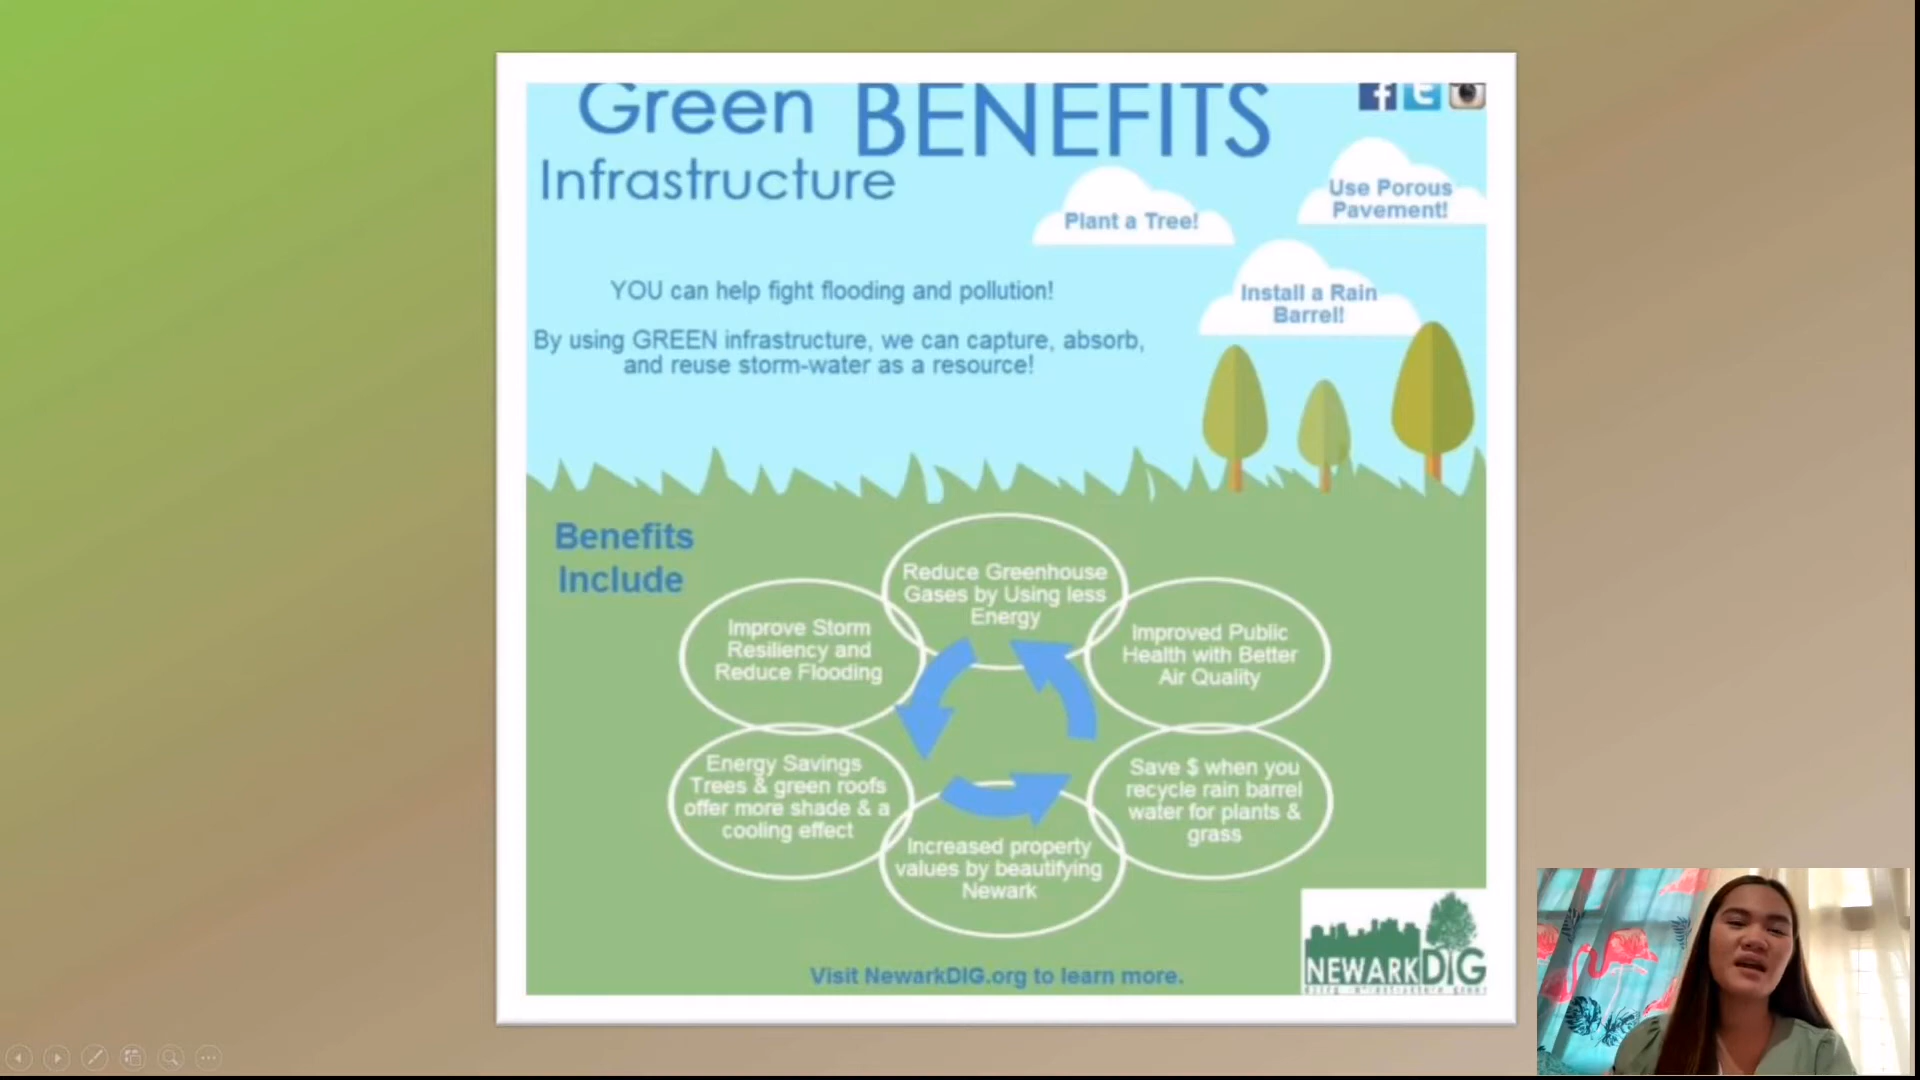 Green BENEFITS
Infrastructure
Plant a Tree!
Use Porous
Pavement!
Install a Rain
Barrel!
YOU can help fight flooding and pollution!
By using GREEN infrastructure, we can capture, absorb,
and reuse storm-water as a resource!
Benefits
Include
Reduce Greenhouse
Gases by Using less
Energy
Improve Storm
Resiliency and
Reduce Flooding
Improved Public
Health with Better
Air Quality
Energy Savings
Trees & green roofs
offer more shade & a
cooling effect
Save $ when you
recycle rain barrel
water for plants &
grass
Increased property
values by beautifying
Newark
Visit NewarkDIG.org to learn more.
NEWARKDIG